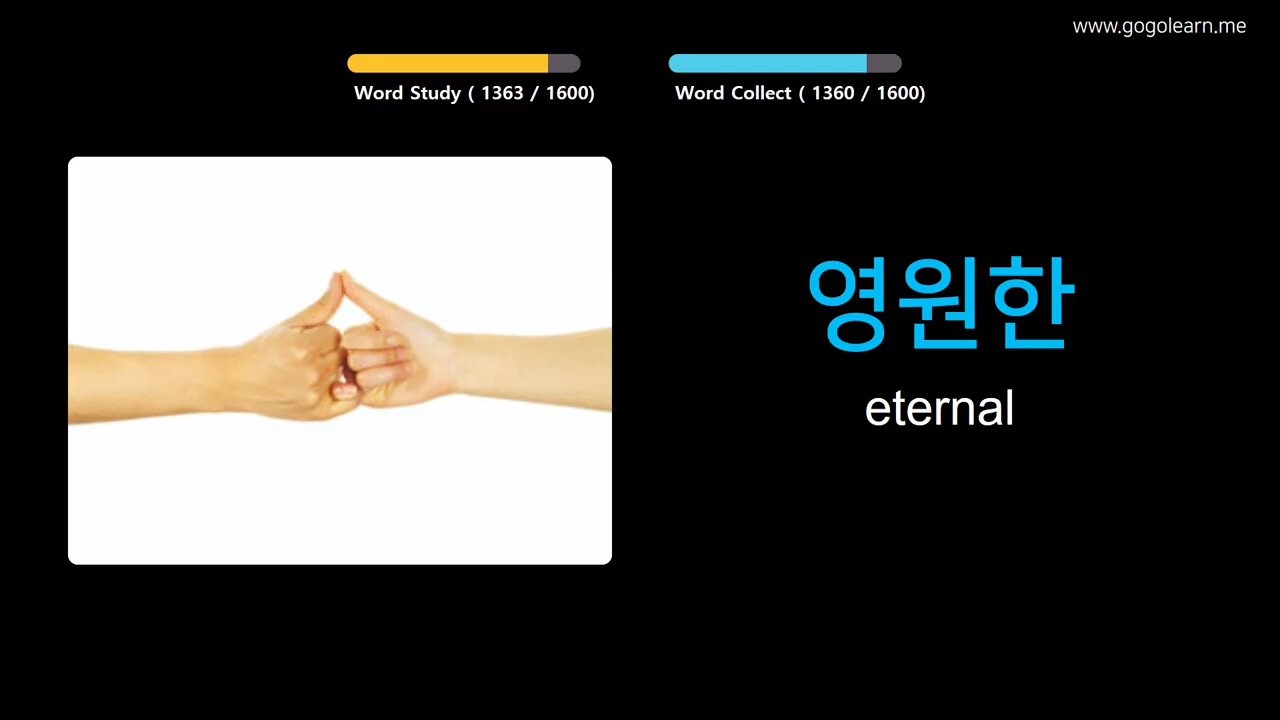 www.gogolearn.me
Word Study ( 1363 / 1600)
Word Collect ( 1360 / 1600)
영원한
eternal